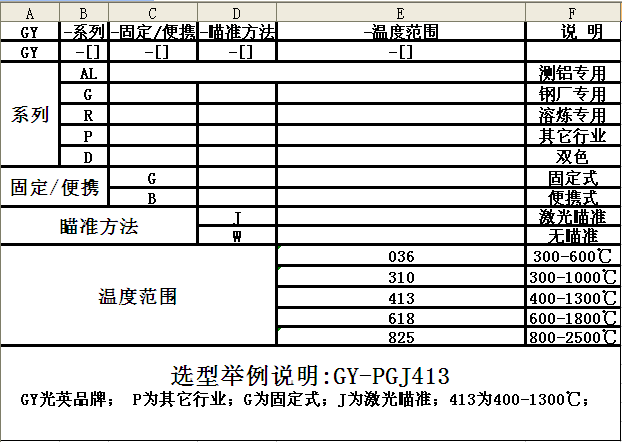 A B C D E F
GY -系列 -固定/便携 -瞄准方法 -温度范围 说 明
GY -[] -[] -[] -[]
系列 AL 测铝专用
G 钢厂专用
R 溶炼专用
P 其它行业
D 双色
固定/便携 G 固定式
B 便携式
瞄准方法 J 激光瞄准
W 无瞄准
温度范围 036 300-600℃
310 300-1000℃
413 400-1300℃
618 600-1800℃
825 800-2500℃
选型举例说明:GY-PGJ413
GY光英品牌; P为其它行业;G为固定式;J为激光瞄准;413为400-1300℃;